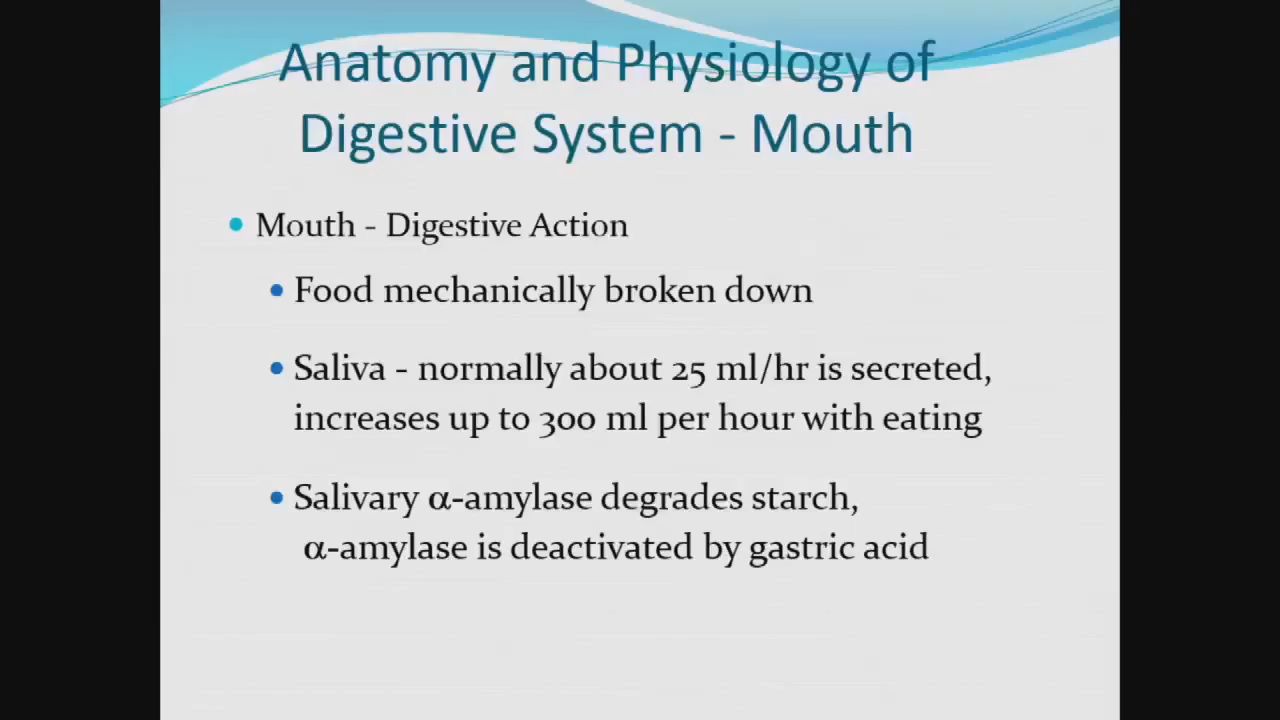 Anatomy and Physiology of
Digestive System - Mouth
Mouth - Digestive Action
Food mechanically broken down
Saliva - normally about 25 ml/hr is secreted,
increases up to 300 ml per hour with eating
Salivary α-amylase degrades starch,
α-amylase is deactivated by gastric acid